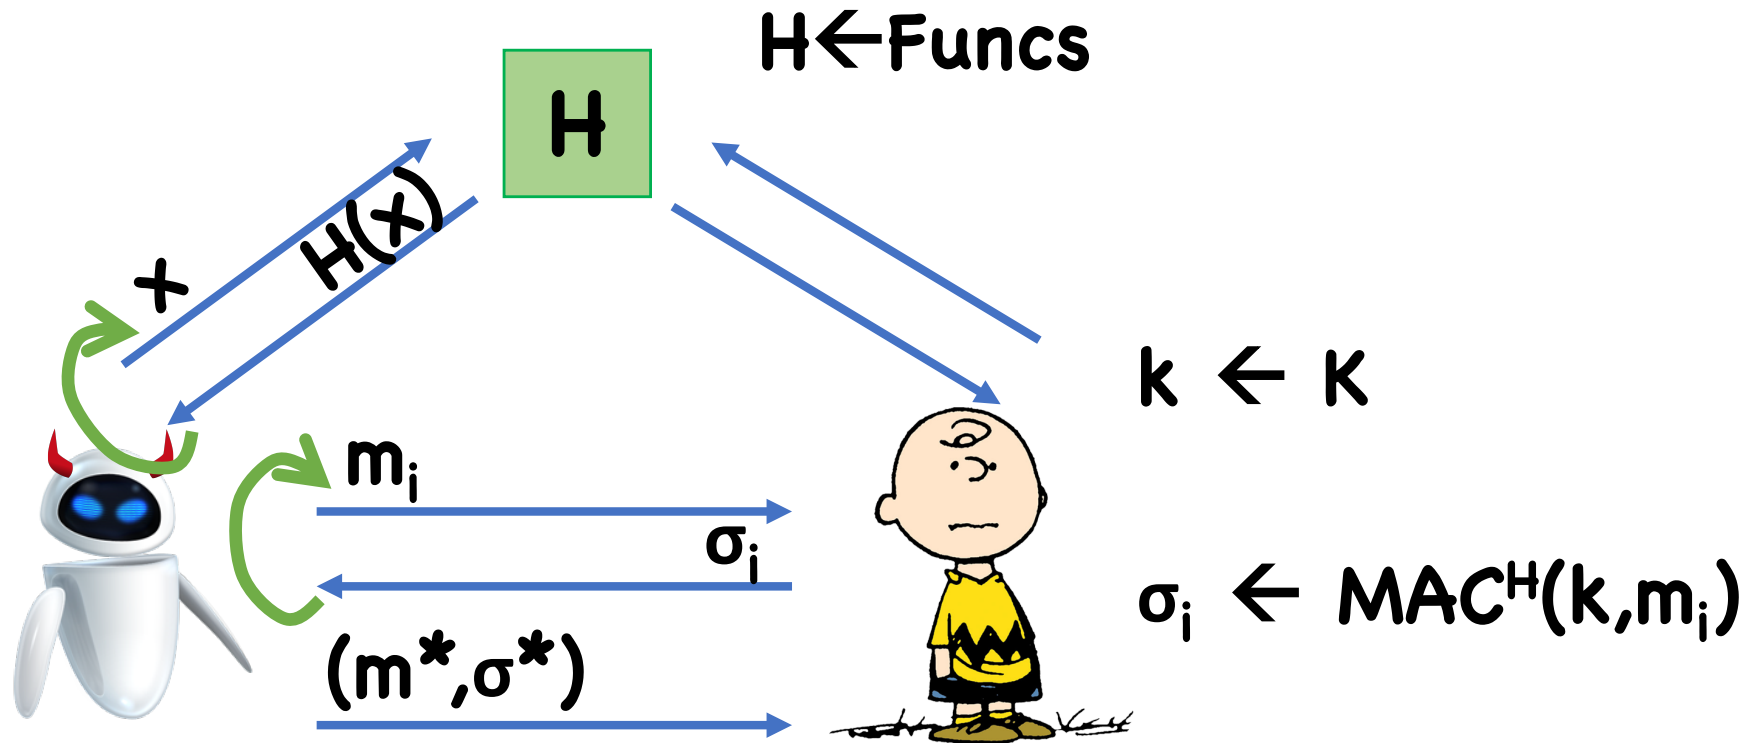 H←Funcs
H
x
H(x)
k ← K
mᵢ
σᵢ
σᵢ ← MACᴴ(k,mᵢ)
(m*,σ*)